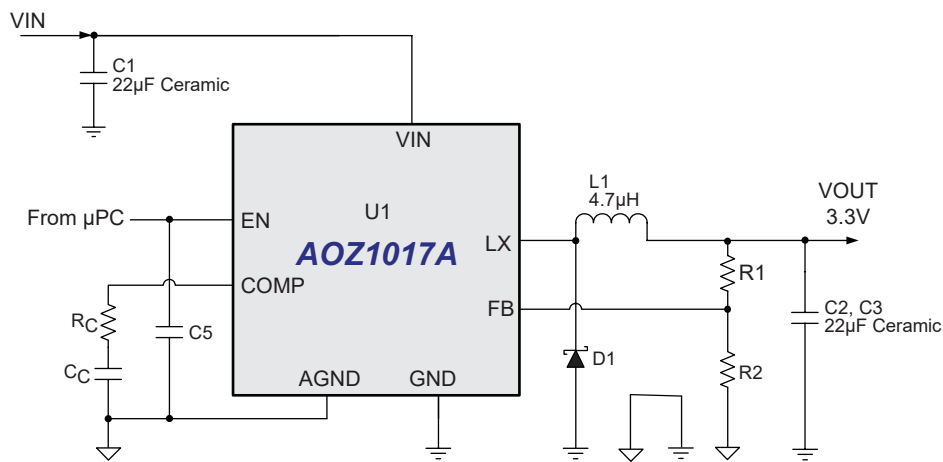 VIN
C1
22µF Ceramic
VIN
U1
AOZ1017A
From µPC
EN
COMP
LX
FB
AGND
GND
RC
CC
C5
L1
4.7µH
VOUT
3.3V
R1
R2
D1
C2, C3
22µF Ceramic